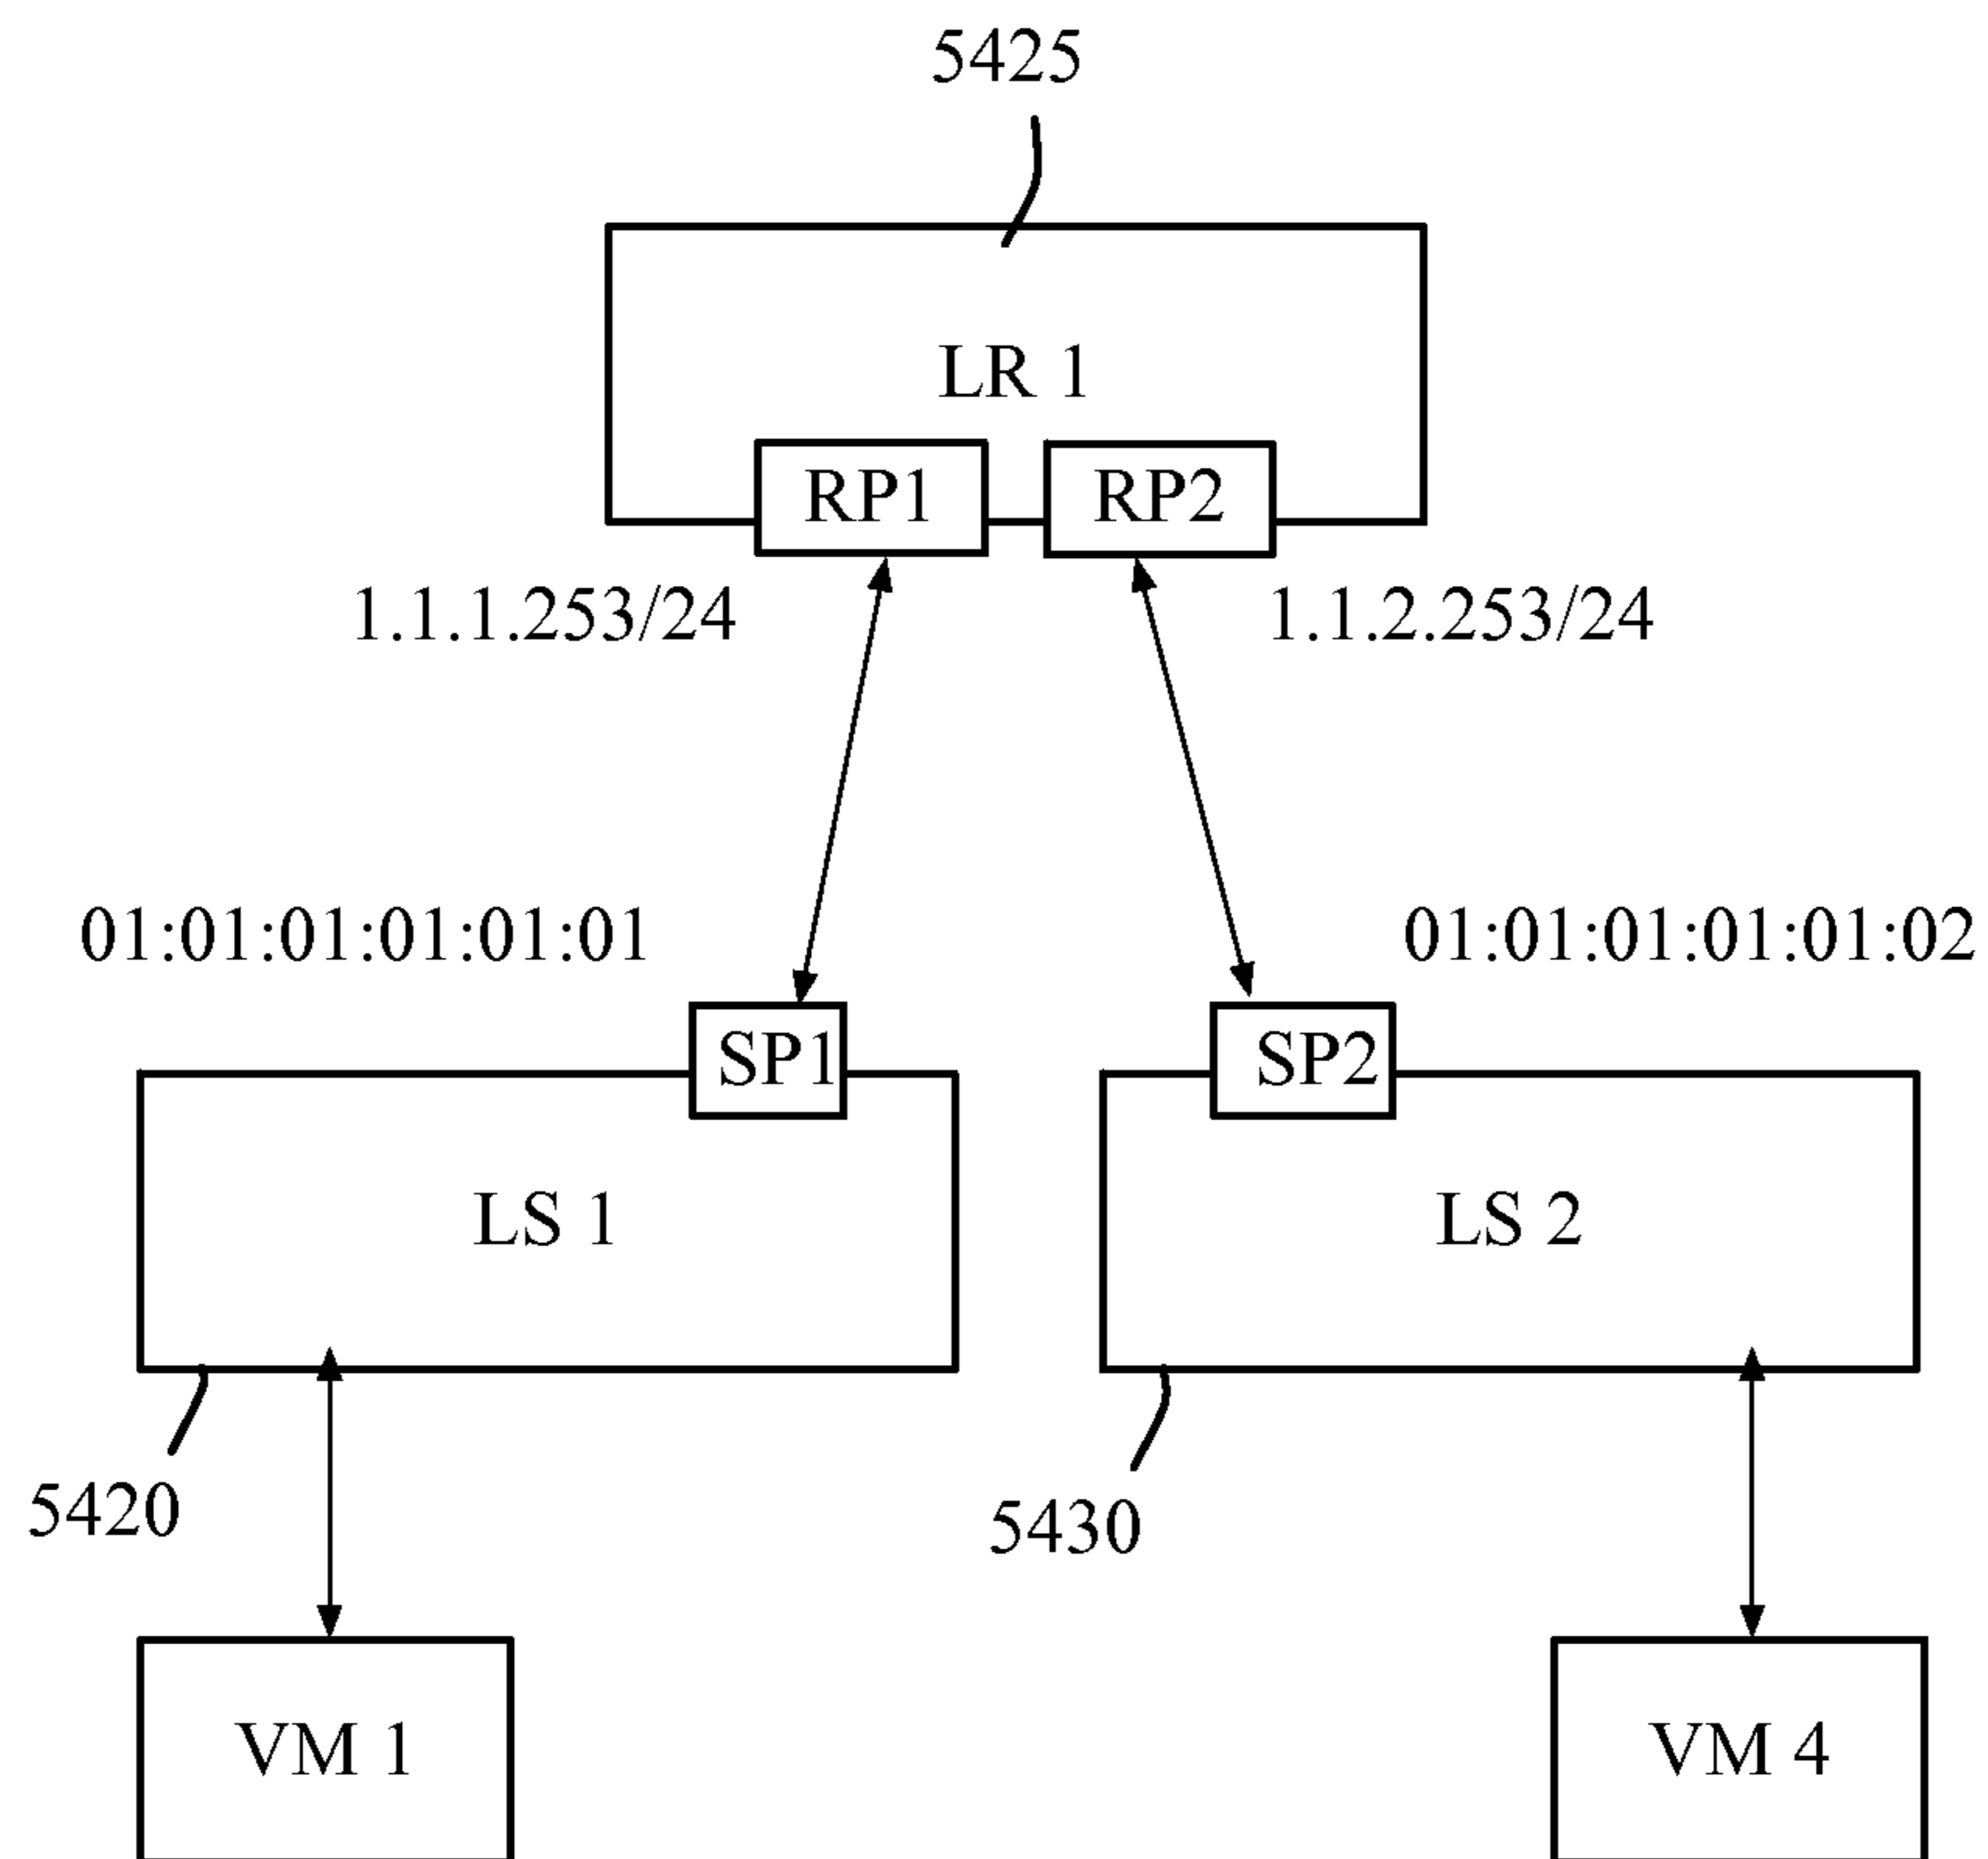 5425
LR 1
RP1 RP2
1.1.1.253/24 1.1.2.253/24
01:01:01:01:01:01 01:01:01:01:01:02
SP1 SP2
LS 1 LS 2
5420 5430
VM 1 VM 4